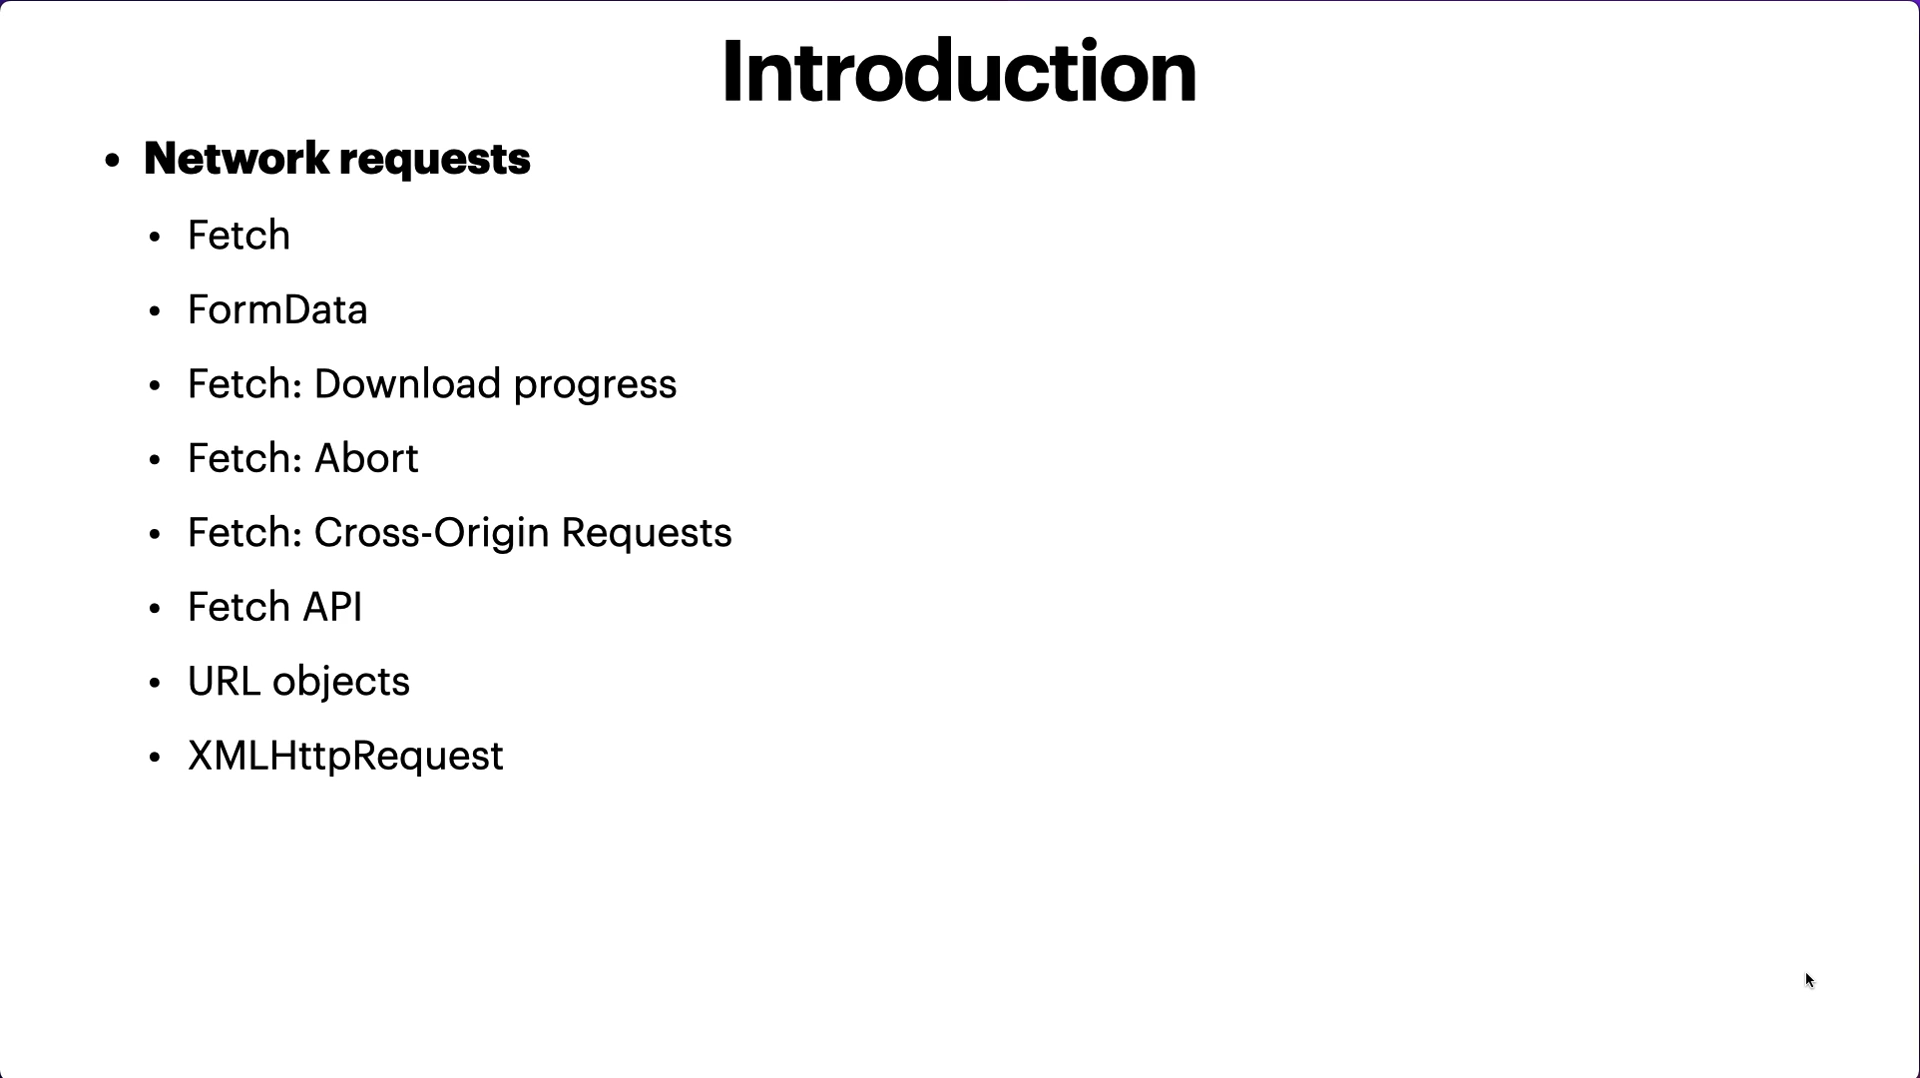 Introduction
• Network requests
• Fetch
• FormData
• Fetch: Download progress
• Fetch: Abort
• Fetch: Cross-Origin Requests
• Fetch API
• URL objects
• XMLHttpRequest